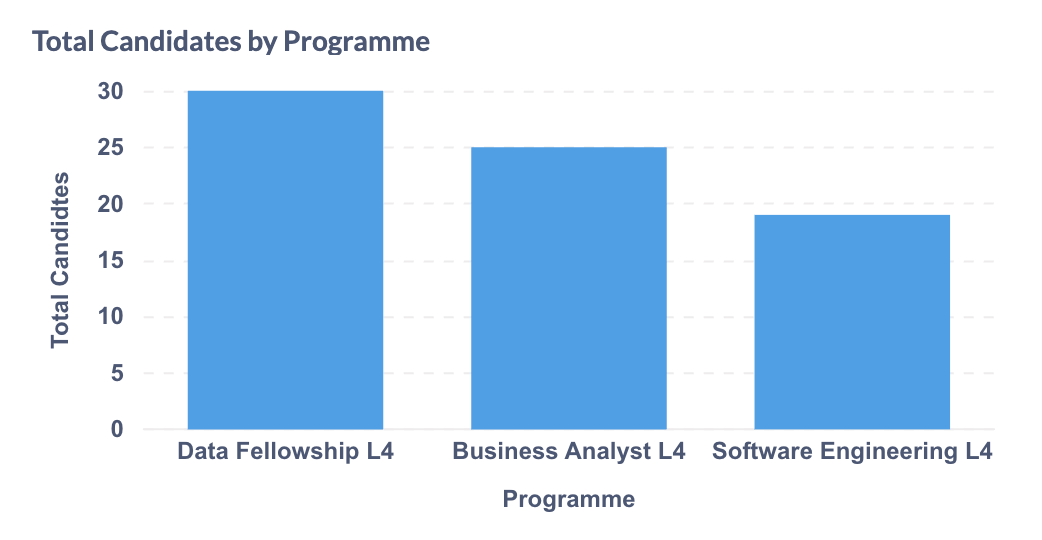 Total Candidates by Programme
30
25
20
15
10
5
0
Total Candidtes
Data Fellowship L4 Business Analyst L4 Software Engineering L4
Programme